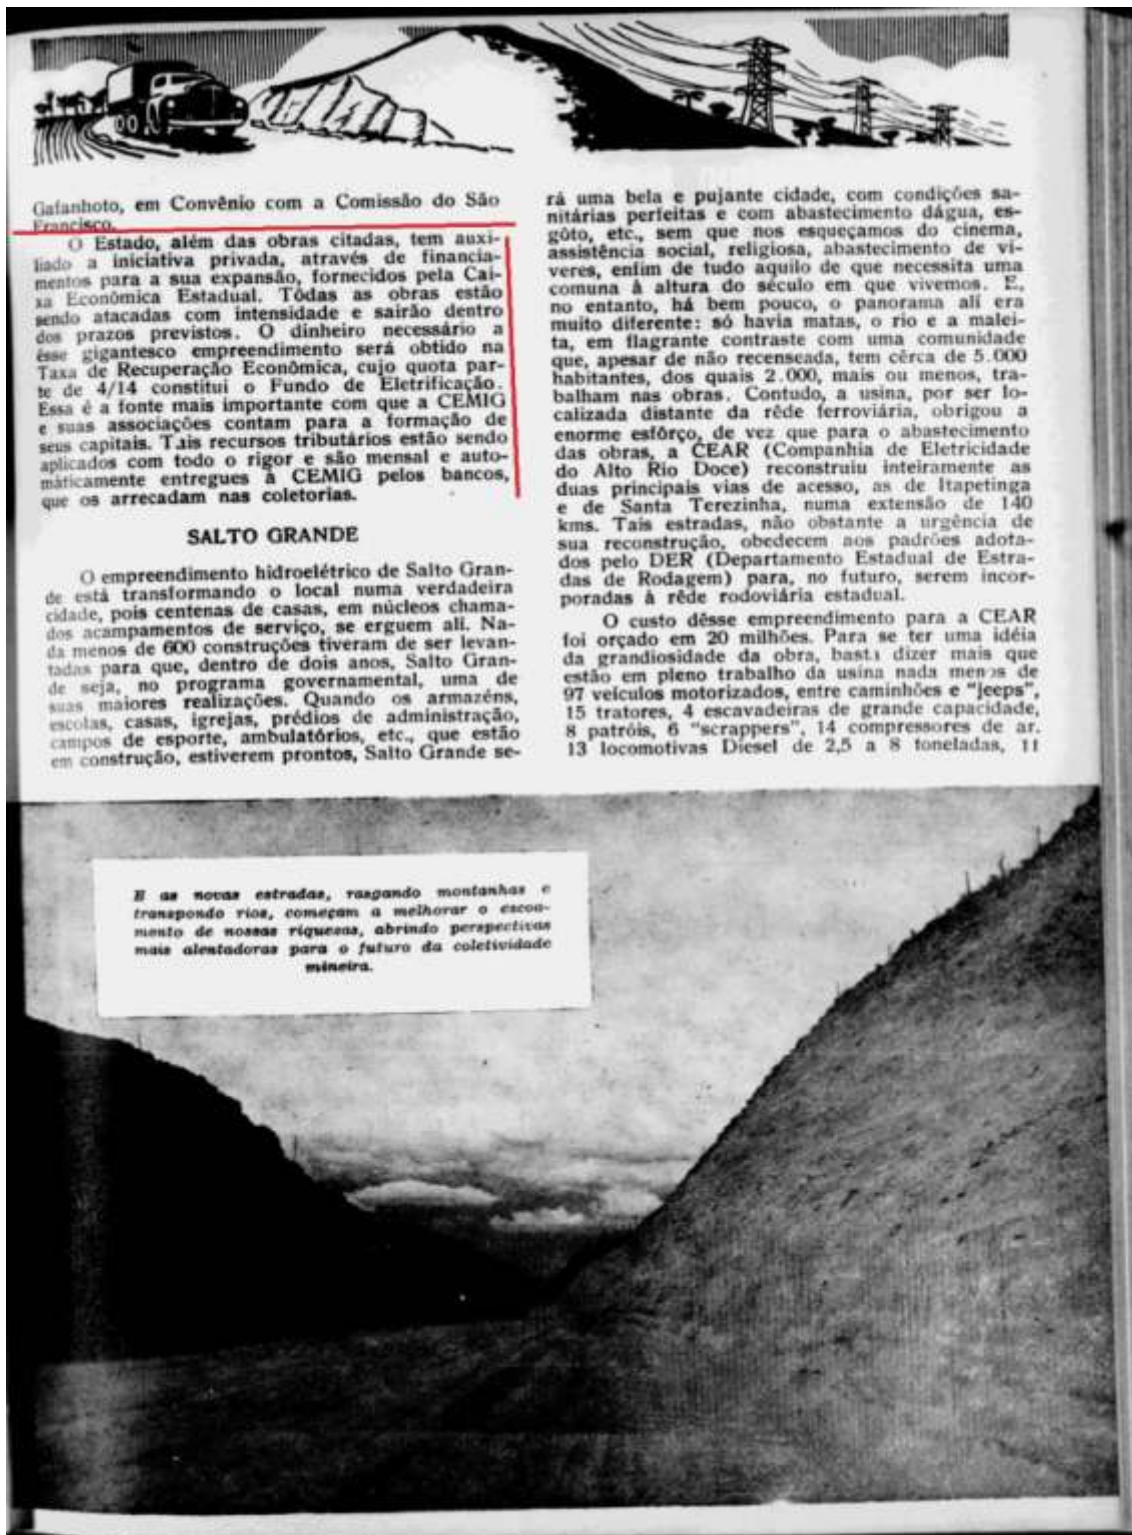 Gafanhoto, em Convênio com a Comissão do São
Francisco.
O Estado, além das obras citadas, tem auxi-
liado a iniciativa privada, através de financia-
mentos para a sua expansão, fornecidos pela Cai-
xa Econômica Estadual. Tôdas as obras estão
sendo atacadas com intensidade e sairão dentro
dos prazos previstos. O dinheiro necessário a
êsse gigantesco empreendimento será obtido na
Taxa de Recuperação Econômica, cujo quota par-
te de 4/14 constitui o Fundo de Eletrificação.
Essa é a fonte mais importante com que a CEMIG
e suas associações contam para a formação de
seus capitais. Tais recursos tributários estão sendo
aplicados com todo o rigor e são mensal e auto-
màticamente entregues à CEMIG pelos bancos,
que os arrecadam nas coletorias.
SALTO GRANDE
O empreendimento hidroelétrico de Salto Gran-
de está transformando o local numa verdadeira
cidade, pois centenas de casas, em núcleos chama-
dos acampamentos de serviço, se erguem ali. Na-
da menos de 600 construções tiveram de ser levan-
tadas para que, dentro de dois anos, Salto Gran-
de seja, no programa governamental, uma de
suas maiores realizações. Quando os armazéns,
escolas, casas, igrejas, prédios de administração,
campos de esporte, ambulatórios, etc., que estão
em construção, estiverem prontos, Salto Grande se-
rá uma bela e pujante cidade, com condições sa-
nitárias perfeitas e com abastecimento dágua, es-
gôto, etc., sem que nos esqueçamos do cinema,
assistência social, religiosa, abastecimento de ví-
veres, enfim de tudo aquilo de que necessita uma
comuna à altura do século em que vivemos. E,
no entanto, há bem pouco, o panorama ali era
muito diferente: só havia matas, o rio e a malei-
ta, em flagrante contraste com uma comunidade
que, apesar de não recenseada, tem cêrca de 5.000
habitantes, dos quais 2.000, mais ou menos, tra-
balham nas obras. Contudo, a usina, por ser lo-
calizada distante da rêde ferroviária, obrigou a
enorme esfôrço, de vez que para o abastecimento
das obras, a CEAR (Companhia de Eletricidade
do Alto Rio Doce) reconstruiu inteiramente as
duas principais vias de acesso, as de Itapetinga
e de Santa Terezinha, numa extensão de 140
kms. Tais estradas, não obstante a urgência de
sua reconstrução, obedecem aos padrões adota-
dos pelo DER (Departamento Estadual de Estra-
das de Rodagem) para, no futuro, serem incor-
poradas à rêde rodoviária estadual.
O custo dêsse empreendimento para a CEAR
foi orçado em 20 milhões. Para se ter uma idéia
da grandiosidade da obra, basta dizer mais que
estão em pleno trabalho da usina nada menos de
97 veículos motorizados, entre caminhões e "jeeps",
15 tratores, 4 escavadeiras de grande capacidade,
8 patróis, 6 "scrappers", 14 compressores de ar.
13 locomotivas Diesel de 2,5 a 8 toneladas, 11
E as novas estradas, rasgando montanhas e
transpondo rios, começam a melhorar o escoa-
mento de nossas riquesas, abrindo perspectivas
mais alentadoras para o futuro da coletividade
mineira.